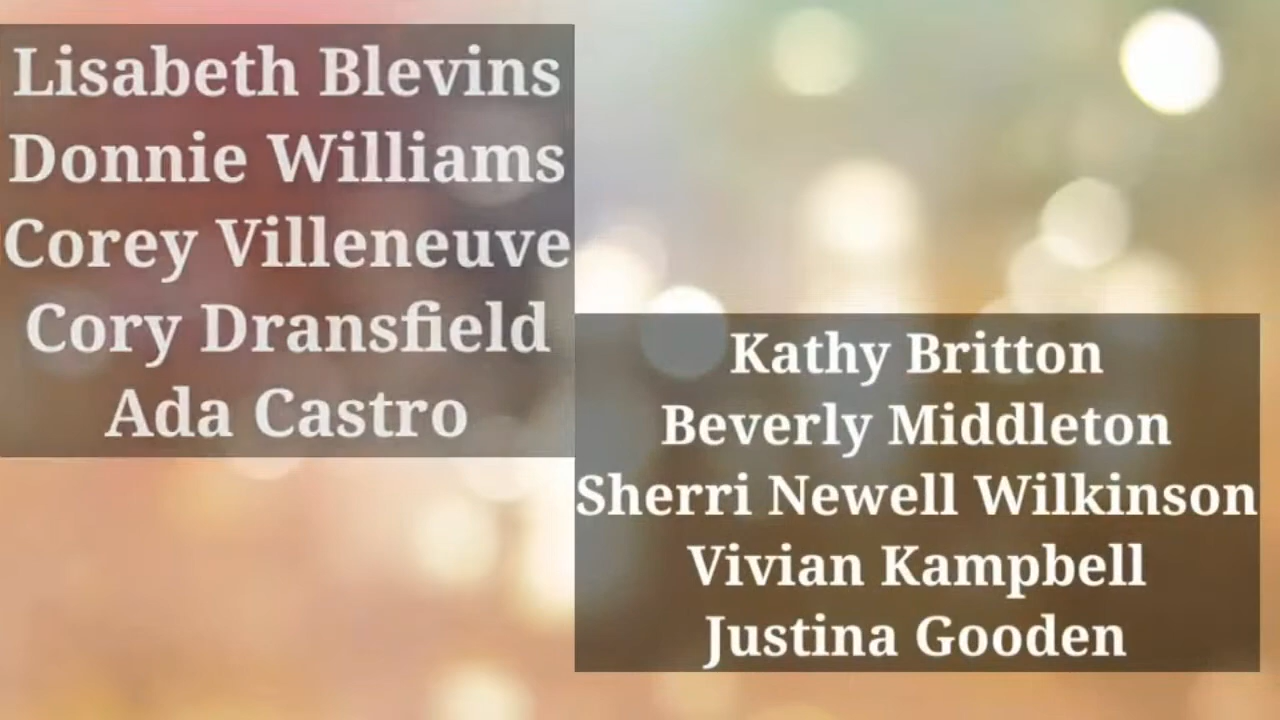 Lisabeth Blevins
Donnie Williams
Corey Villeneuve
Cory Dransfield
Ada Castro
Kathy Britton
Beverly Middleton
Sherri Newell Wilkinson
Vivian Kampbell
Justina Gooden